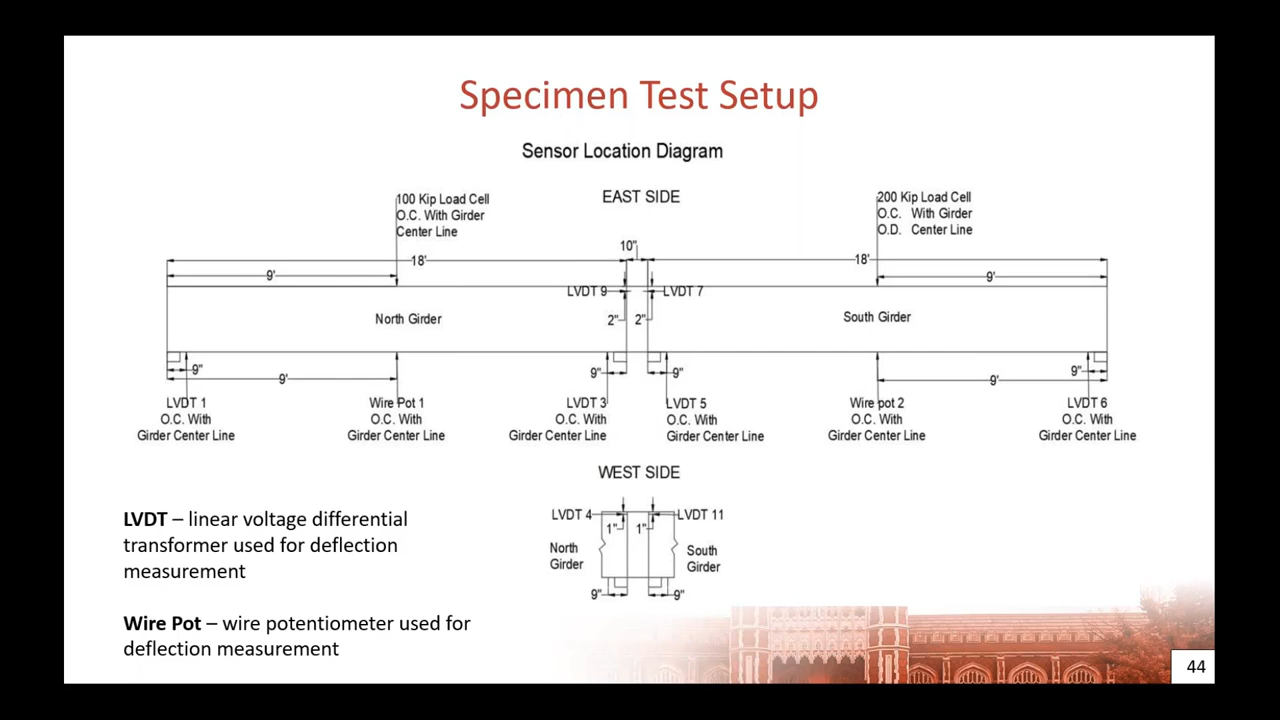 Specimen Test Setup
Sensor Location Diagram
EAST SIDE
100 Kip Load Cell
O.C. With Girder
Center Line
200 Kip Load Cell
O.C. With Girder
O.D. Center Line
10"
18'
18'
9'
9'
LVDT 9
LVDT 7
2"
2"
North Girder
South Girder
9"
9"
9"
9"
9'
9'
LVDT 1
O.C. With
Girder Center Line
Wire Pot 1
O.C. With
Girder Center Line
LVDT 3
O.C. With
Girder Center Line
LVDT 5
O.C. With
Girder Center Line
Wire pot 2
O.C. With
Girder Center Line
LVDT 6
O.C. With
Girder Center Line
WEST SIDE
LVDT 4
LVDT 11
1"
1"
North
Girder
South
Girder
9"
9"
LVDT – linear voltage differential
transformer used for deflection
measurement
Wire Pot – wire potentiometer used for
deflection measurement
44